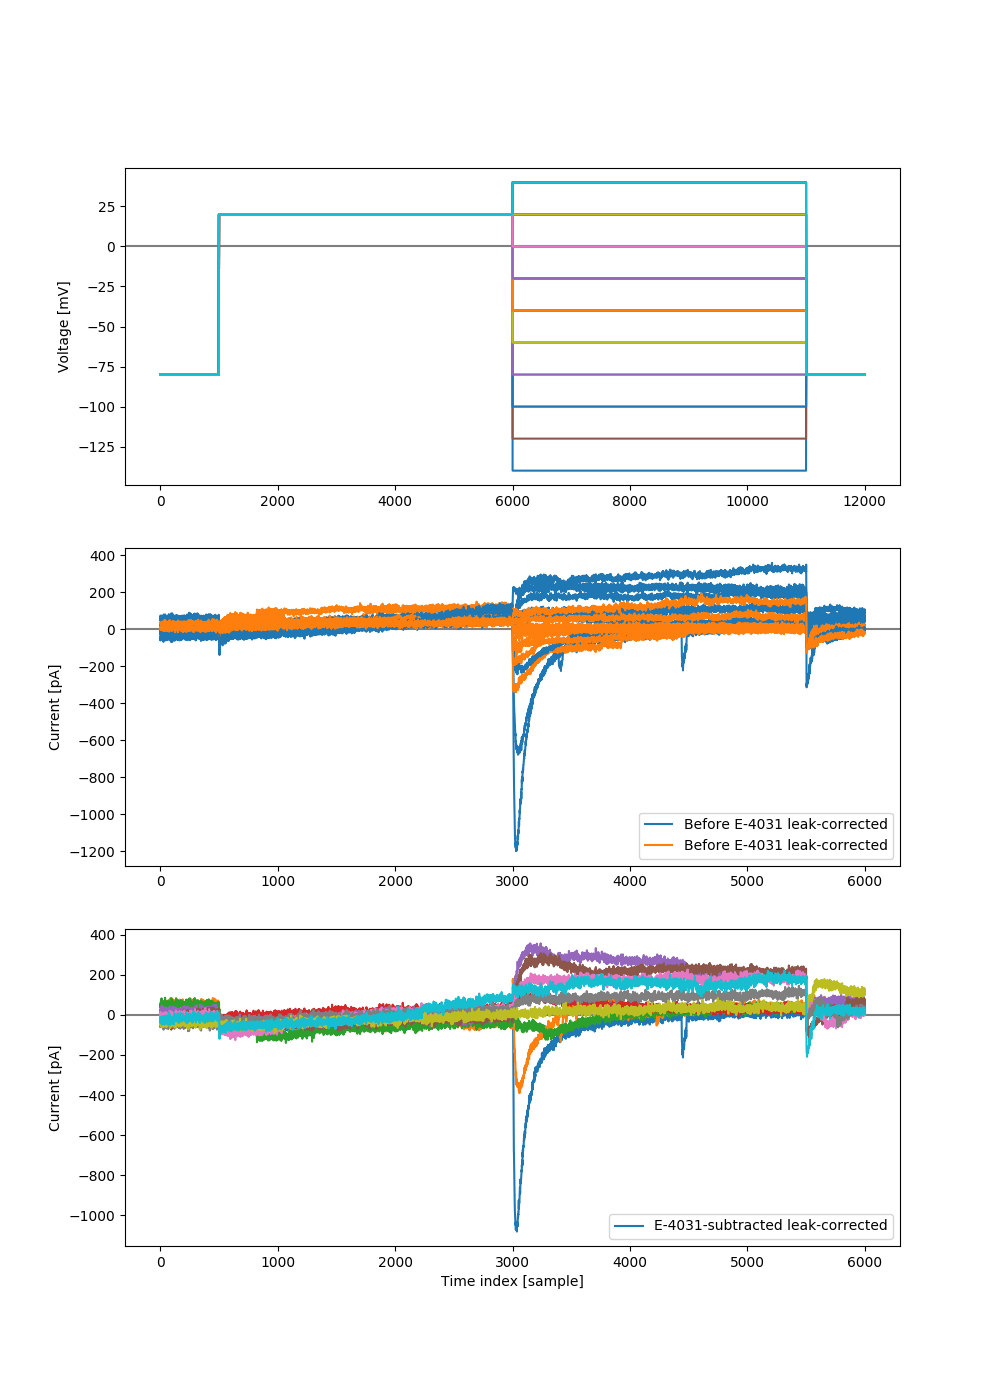 Voltage [mV]
25
0
−25
−50
−75
−100
−125
0 2000 4000 6000 8000 10000 12000
Current [pA]
400
200
0
−200
−400
−600
−800
−1000
−1200
Before E-4031 leak-corrected
Before E-4031 leak-corrected
0 1000 2000 3000 4000 5000 6000
Current [pA]
400
200
0
−200
−400
−600
−800
−1000
E-4031-subtracted leak-corrected
0 1000 2000 3000 4000 5000 6000
Time index [sample]